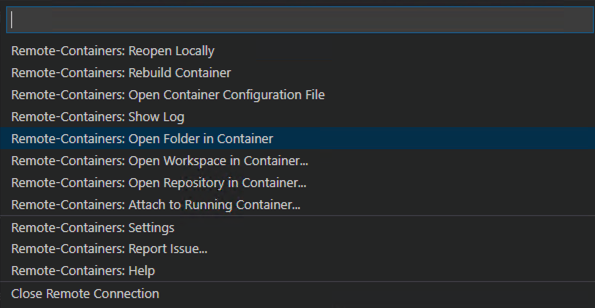 Remote-Containers: Reopen Locally
Remote-Containers: Rebuild Container
Remote-Containers: Open Container Configuration File
Remote-Containers: Show Log
Remote-Containers: Open Folder in Container
Remote-Containers: Open Workspace in Container...
Remote-Containers: Open Repository in Container...
Remote-Containers: Attach to Running Container...
Remote-Containers: Settings
Remote-Containers: Report Issue...
Remote-Containers: Help
Close Remote Connection